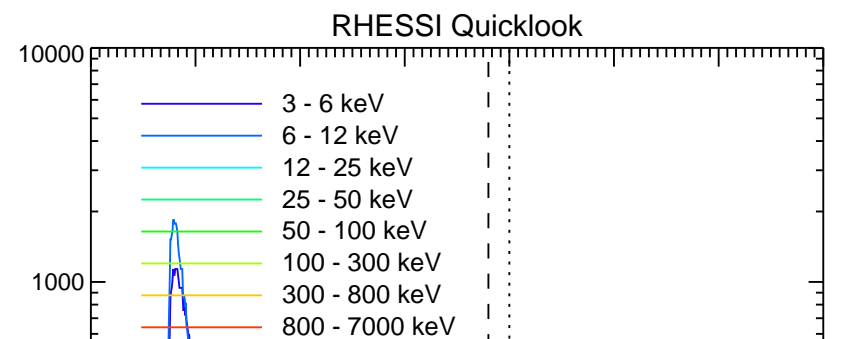 RHESSI Quicklook
10000
3 - 6 keV
6 - 12 keV
12 - 25 keV
25 - 50 keV
50 - 100 keV
100 - 300 keV
1000
300 - 800 keV
800 - 7000 keV